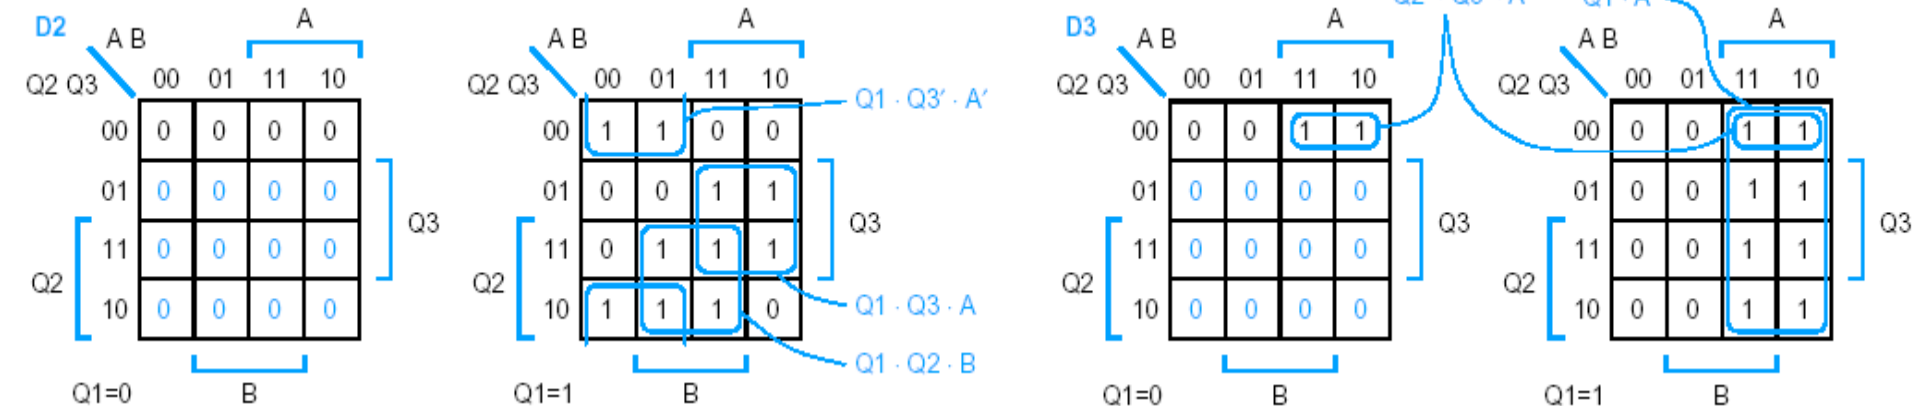 D2
A B
A
Q2 Q3
00 01 11 10
00 0 0 0 0
01 0 0 0 0
11 0 0 0 0
10 0 0 0 0
Q3
Q2
Q1=0
B
A B
A
Q2 Q3
00 01 11 10
00 1 1 0 0
01 0 0 1 1
11 0 1 1 1
10 1 1 1 0
Q3
Q2
Q1=1
B
Q1 · Q3′ · A′
Q1 · Q3 · A
Q1 · Q2 · B
D3
A B
A
Q2 Q3
00 01 11 10
00 0 0 1 1
01 0 0 0 0
11 0 0 0 0
10 0 0 0 0
Q3
Q2
Q1=0
B
A B
A
Q2 Q3
00 01 11 10
00 0 0 1 1
01 0 0 1 1
11 0 0 1 1
10 0 0 1 1
Q3
Q2
Q1=1
B